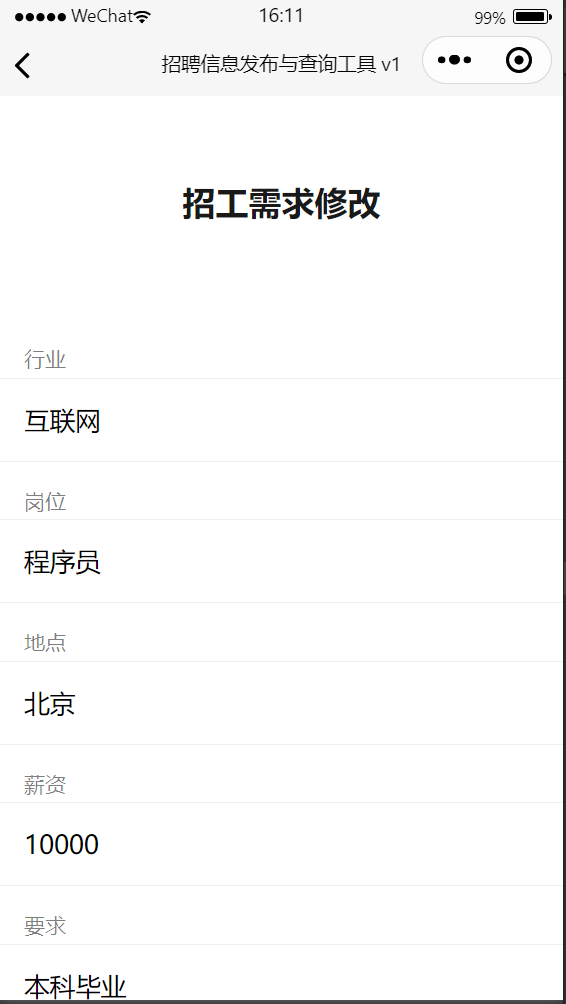 ●●●●● WeChat 16:11 99%
招聘信息发布与查询工具 v1
招工需求修改
行业
互联网
岗位
程序员
地点
北京
薪资
10000
要求
本科毕业